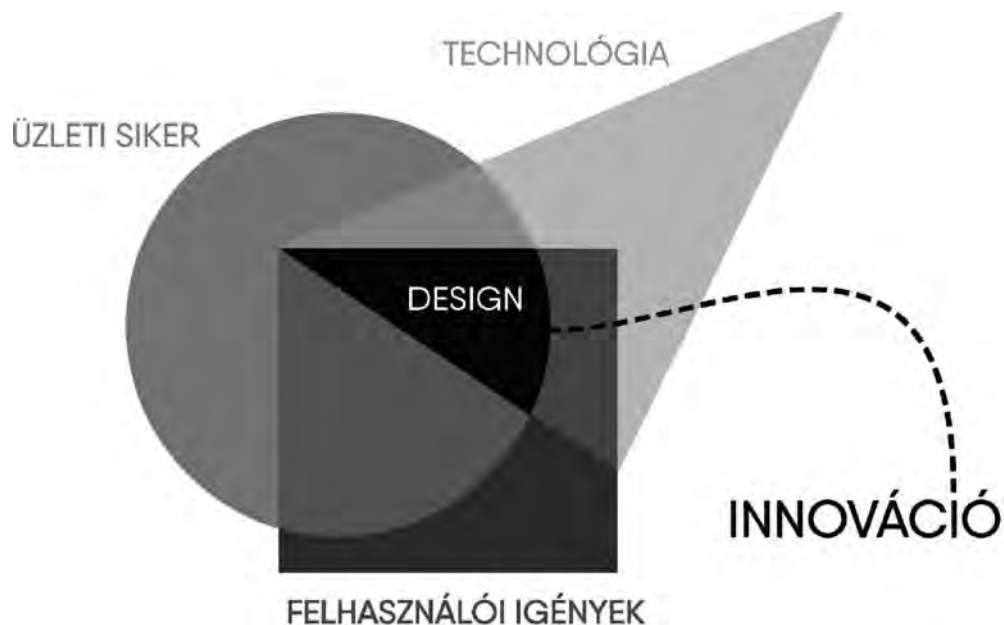 TECHNOLÓGIA
ÜZLETI SIKER
DESIGN
INNOVÁCIÓ
FELHASZNÁLÓI IGÉNYEK